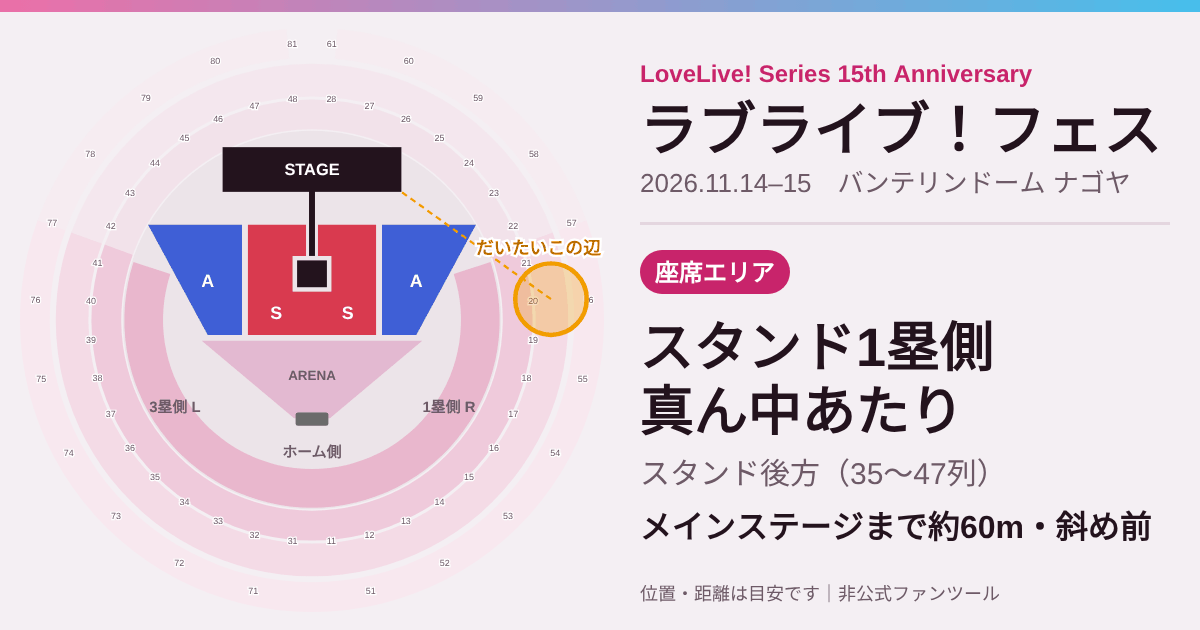 81 61
80 60
79 59
48 28
47 27
46 26
45 25
78 58
44 24
STAGE
43 23
77 57
42 22
だいたいこの辺
41 21
A A
76 40 20 6
S S
39 19
ARENA
75 38 18 55
3塁側 L 1塁側 R
37 17
ホーム側
74 36 16 54
35 15
34 14
73 33 13 53
32 31 11 12
72 52
71 51
LoveLive! Series 15th Anniversary
ラブライブ！フェス
2026.11.14–15　バンテリンドーム ナゴヤ
座席エリア
スタンド1塁側
真ん中あたり
スタンド後方（35〜47列）
メインステージまで約60m・斜め前
位置・距離は目安です｜非公式ファンツール